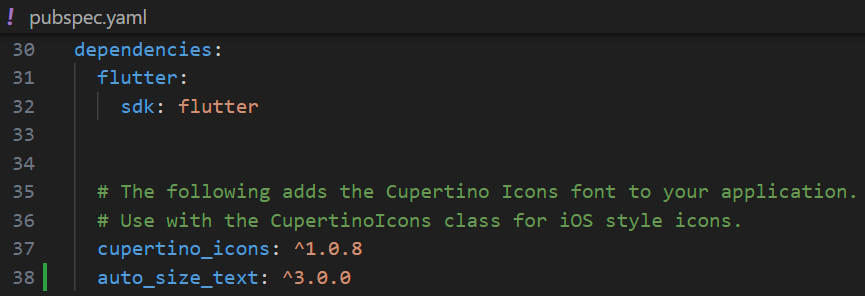 ! pubspec.yaml
30 dependencies:
31 flutter:
32 sdk: flutter
33
34
35 # The following adds the Cupertino Icons font to your application.
36 # Use with the CupertinoIcons class for iOS style icons.
37 cupertino_icons: ^1.0.8
38 auto_size_text: ^3.0.0